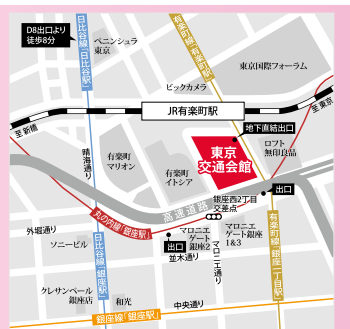 D8出口より
徒歩8分
日比谷線「日比谷駅」
ペニンシュラ
東京
有楽町線「有楽町駅」
東京国際フォーラム
ビックカメラ
至東京
JR有楽町駅
至新橋
地下直結出口
晴海通り
有楽町
マリオン
有楽町
イトシア
東京
交通会館
ロフト
無印良品
出口
高速道路
銀座西2丁目
交差点
丸の内線「銀座駅」
外堀通り
ソニービル
日比谷線「銀座駅」
出口
マロニエ
ゲート
銀座2
マロニエ
ゲート銀座
1&3
並木通り
マロニエ通り
有楽町線「銀座一丁目駅」
クレサンベール
銀座店
和光
中央通り
銀座線「銀座駅」